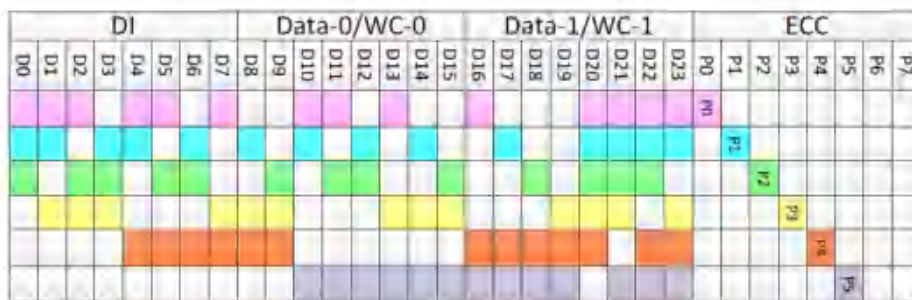 DI Data-0/WC-0 Data-1/WC-1 ECC
D0 D1 D2 D3 D4 D5 D6 D7 D8 D9 D10 D11 D12 D13 D14 D15 D16 D17 D18 D19 D20 D21 D22 D23 P0 P1 P2 P3 P4 P5 P6 P7
P0
P1
P2
P3
P4
P5